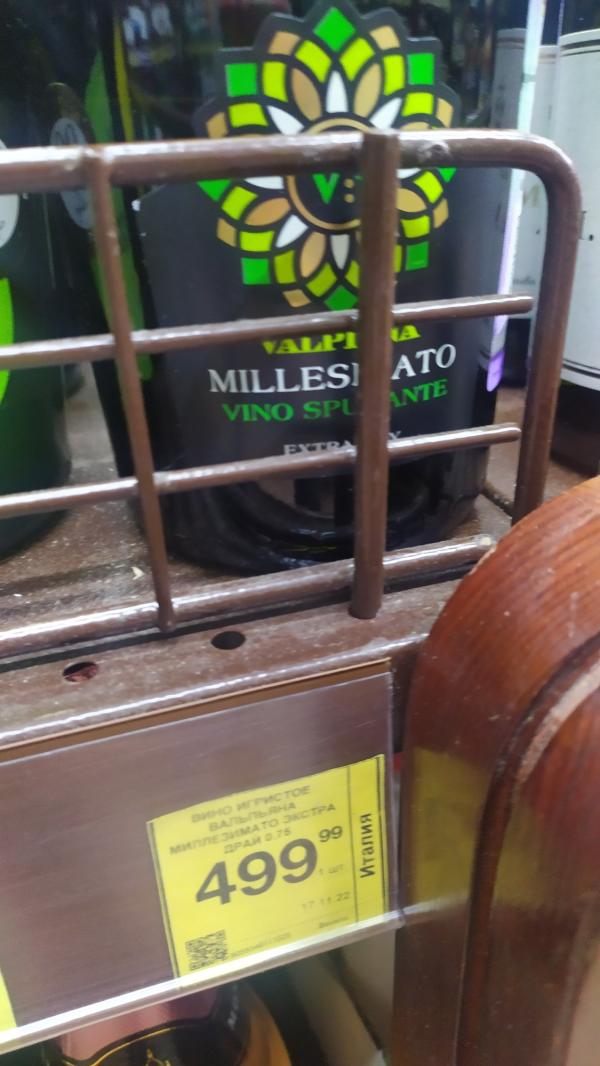 MILLESI ATO
VINO SPU ANTE
ВИНО ИГРИСТОЕ
ВАЛЬПЬЯНА
МИЛЛЕЗИМАТО ЭКСТРА
ДРАЙ 0.75
499 99
1 шт
17.11.22
Италия